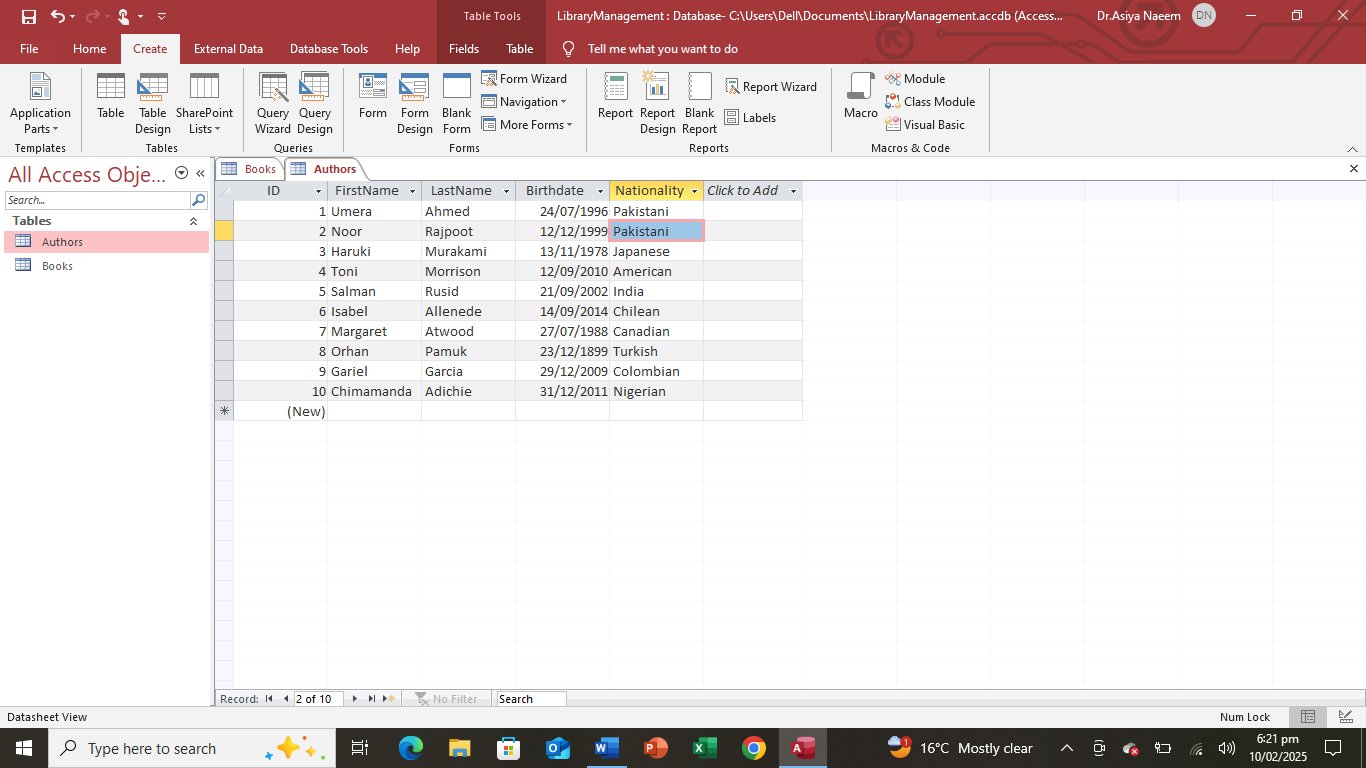 Table Tools
LibraryManagement : Database- C:\Users\Dell\Documents\LibraryManagement.accdb (Access...
Dr.Asiya Naeem DN
File Home Create External Data Database Tools Help Fields Table Tell me what you want to do
Application Parts
Templates
Table
Table Design
SharePoint Lists
Tables
Query Wizard
Query Design
Queries
Form
Form Design
Blank Form
Form Wizard
Navigation
More Forms
Forms
Report
Report Design
Blank Report
Report Wizard
Labels
Reports
Macro
Module
Class Module
Visual Basic
Macros & Code
All Access Obje...
Search...
Tables
Authors
Books
Books Authors
ID FirstName LastName Birthdate Nationality Click to Add
1 Umera Ahmed 24/07/1996 Pakistani
2 Noor Rajpoot 12/12/1999 Pakistani
3 Haruki Murakami 13/11/1978 Japanese
4 Toni Morrison 12/09/2010 American
5 Salman Rusid 21/09/2002 India
6 Isabel Allenede 14/09/2014 Chilean
7 Margaret Atwood 27/07/1988 Canadian
8 Orhan Pamuk 23/12/1899 Turkish
9 Gariel Garcia 29/12/2009 Colombian
10 Chimamanda Adichie 31/12/2011 Nigerian
(New)
Record: 2 of 10 No Filter Search
Datasheet View Num Lock
Type here to search
1
16°C Mostly clear
6:21 pm
10/02/2025